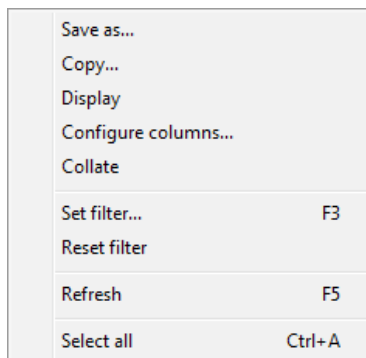 Save as...
Copy...
Display
Configure columns...
Collate
Set filter... F3
Reset filter
Refresh F5
Select all Ctrl+A